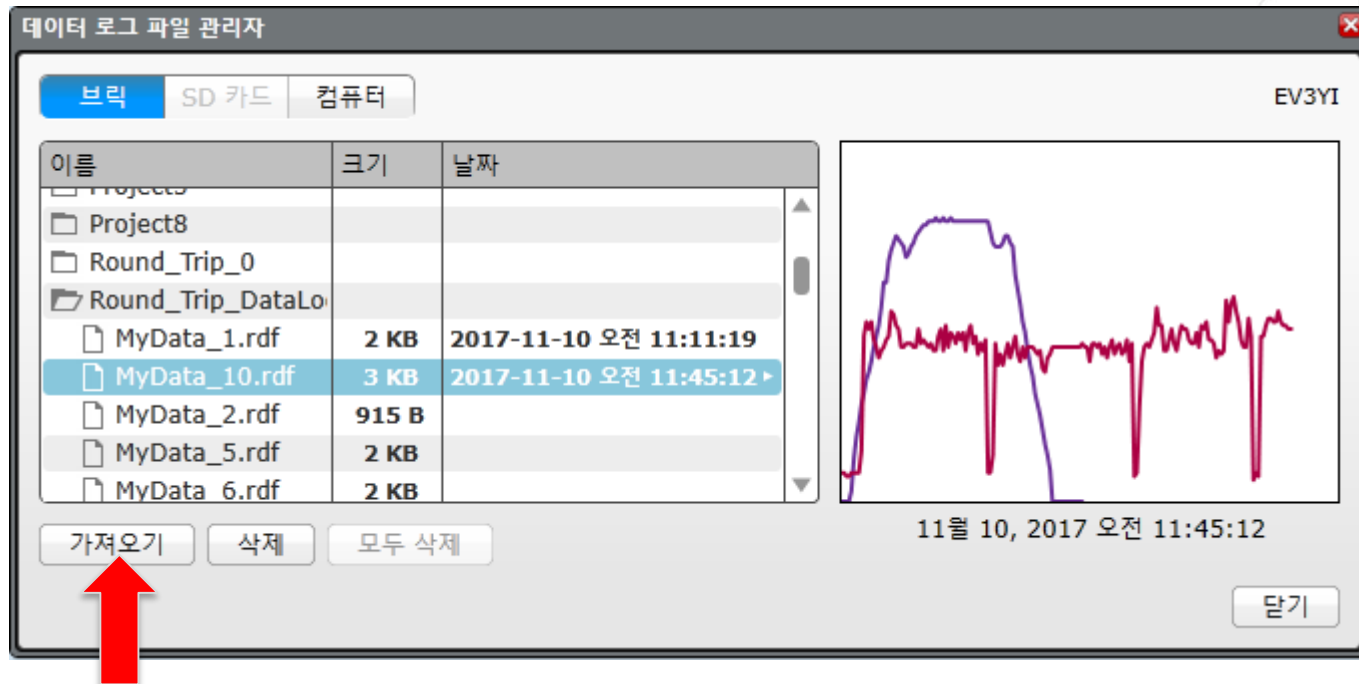 데이터 로그 파일 관리자
브릭 SD 카드 컴퓨터 EV3YI
이름 크기 날짜
Project8
Round_Trip_0
Round_Trip_DataLo
MyData_1.rdf 2 KB 2017-11-10 오전 11:11:19
MyData_10.rdf 3 KB 2017-11-10 오전 11:45:12
MyData_2.rdf 915 B
MyData_5.rdf 2 KB
MyData_6.rdf 2 KB
가져오기 삭제 모두 삭제
11월 10, 2017 오전 11:45:12
닫기